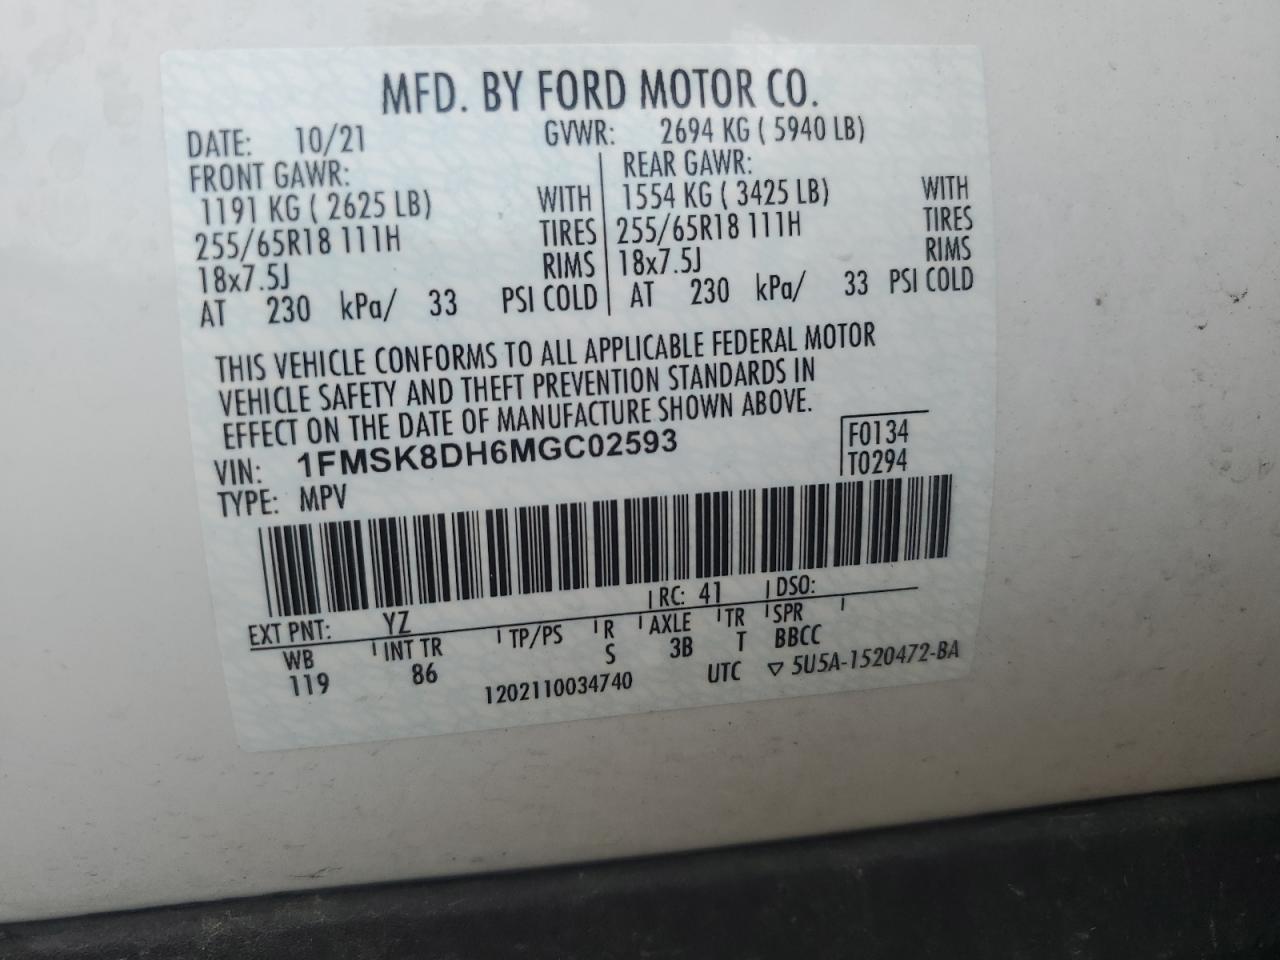 MFD. BY FORD MOTOR CO.
DATE: 10/21 GVWR: 2694 KG ( 5940 LB)
FRONT GAWR: REAR GAWR:
1191 KG ( 2625 LB) WITH 1554 KG ( 3425 LB) WITH
255/65R18 111H TIRES 255/65R18 111H TIRES
18x7.5J RIMS 18x7.5J RIMS
AT 230 kPa/ 33 PSI COLD AT 230 kPa/ 33 PSI COLD
THIS VEHICLE CONFORMS TO ALL APPLICABLE FEDERAL MOTOR
VEHICLE SAFETY AND THEFT PREVENTION STANDARDS IN
EFFECT ON THE DATE OF MANUFACTURE SHOWN ABOVE.
VIN: 1FMSK8DH6MGC02593 F0134
TYPE: MPV T0294
EXT PNT: YZ RC: 41 DSO:
WB INT TR TP/PS R AXLE TR SPR
119 86 S 3B T BBCC
1202110034740 UTC ▽ 5U5A-1520472-BA